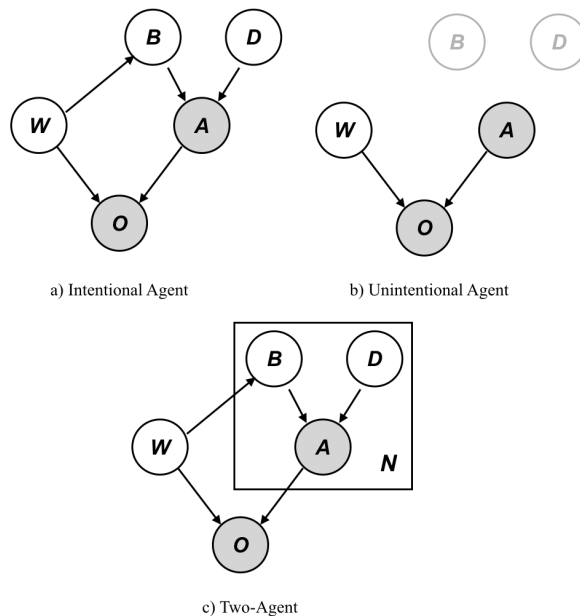 B D
W A
O
a) Intentional Agent
B D
W A
O
b) Unintentional Agent
B D
W A
N
O
c) Two-Agent